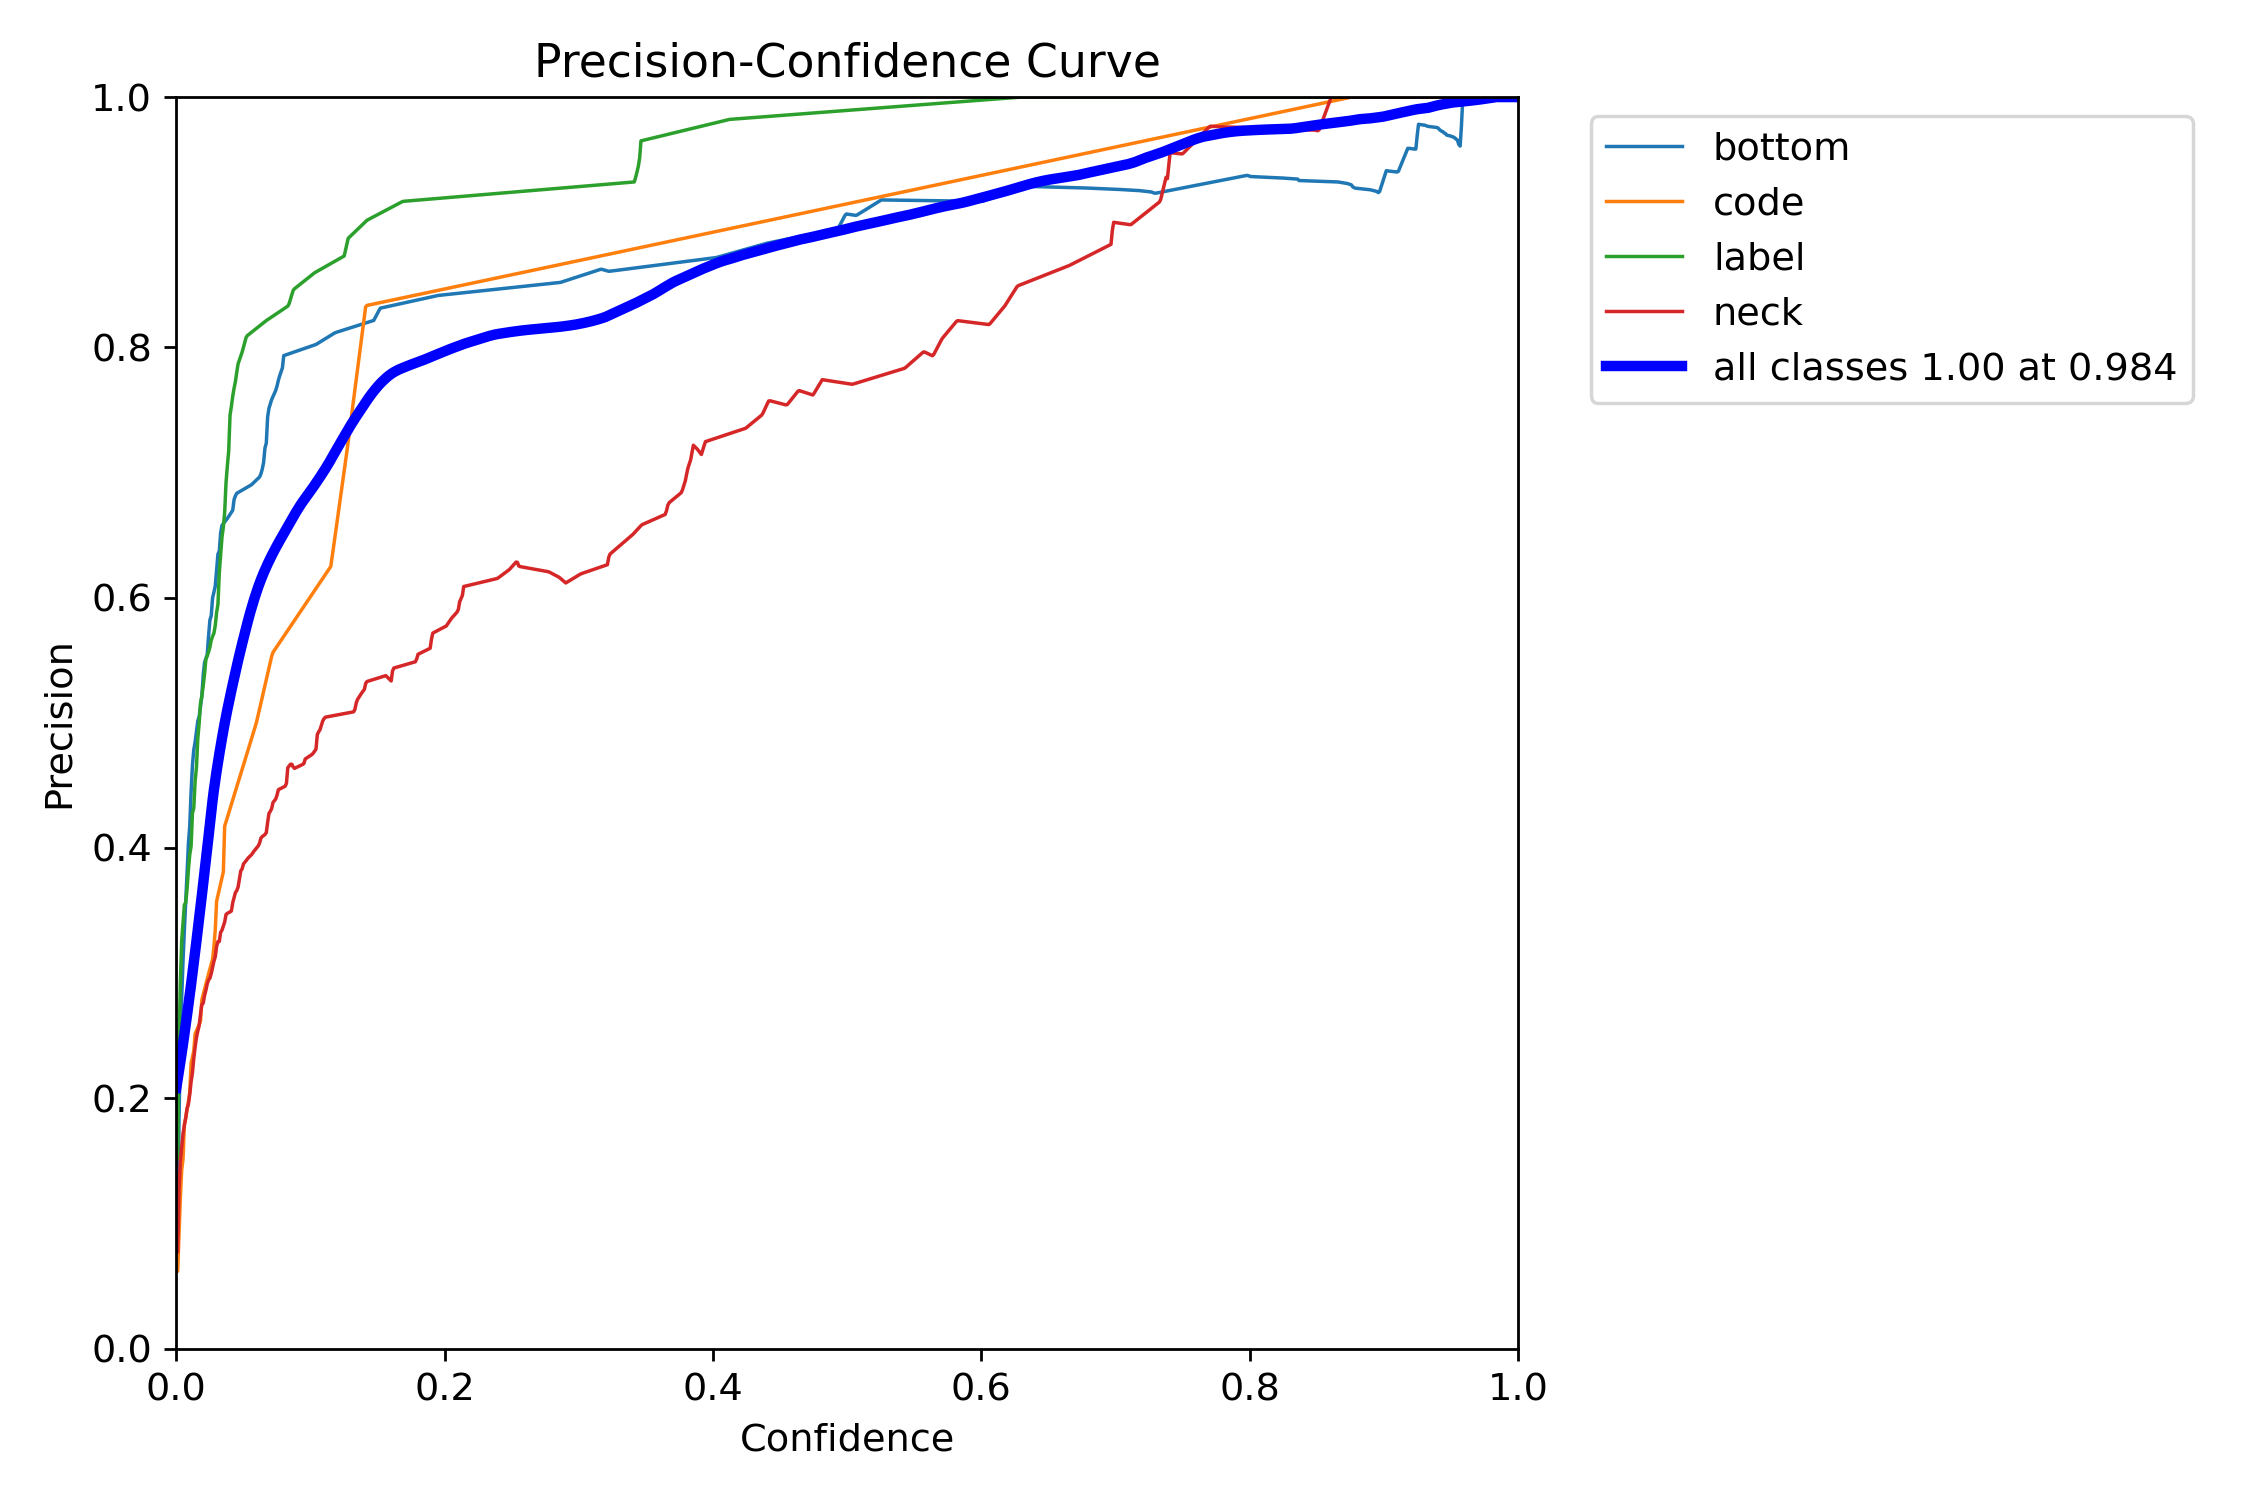 Precision-Confidence Curve
1.0
0.8
0.6
0.4
0.2
0.0
Precision
0.0 0.2 0.4 0.6 0.8 1.0
Confidence
bottom
code
label
neck
all classes 1.00 at 0.984